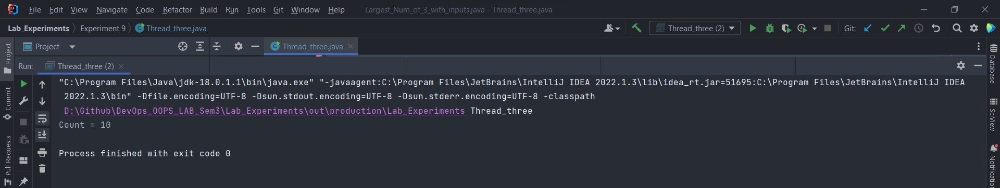 File Edit View Navigate Code Refactor Build Run Tools Git Window Help Largest_Num_of_3_with_inputs.java - Thread_three.java
Lab_Experiments Experiment 9 Thread_three.java Thread_three (2) Git:
Project Project Thread_three.java
Run: Thread_three (2)
"C:\Program Files\Java\jdk-18.0.1.1\bin\java.exe" "-javaagent:C:\Program Files\JetBrains\IntelliJ IDEA 2022.1.3\lib\idea_rt.jar=51695:C:\Program Files\JetBrains\IntelliJ IDEA
2022.1.3\bin" -Dfile.encoding=UTF-8 -Dsun.stdout.encoding=UTF-8 -Dsun.stderr.encoding=UTF-8 -classpath
D:\Github\DevOps_OOPS_LAB_Sem3\Lab_Experiments\out\production\Lab_Experiments Thread_three
Count = 10
Process finished with exit code 0
Commit
Pull Requests
Database
SciView
Notification